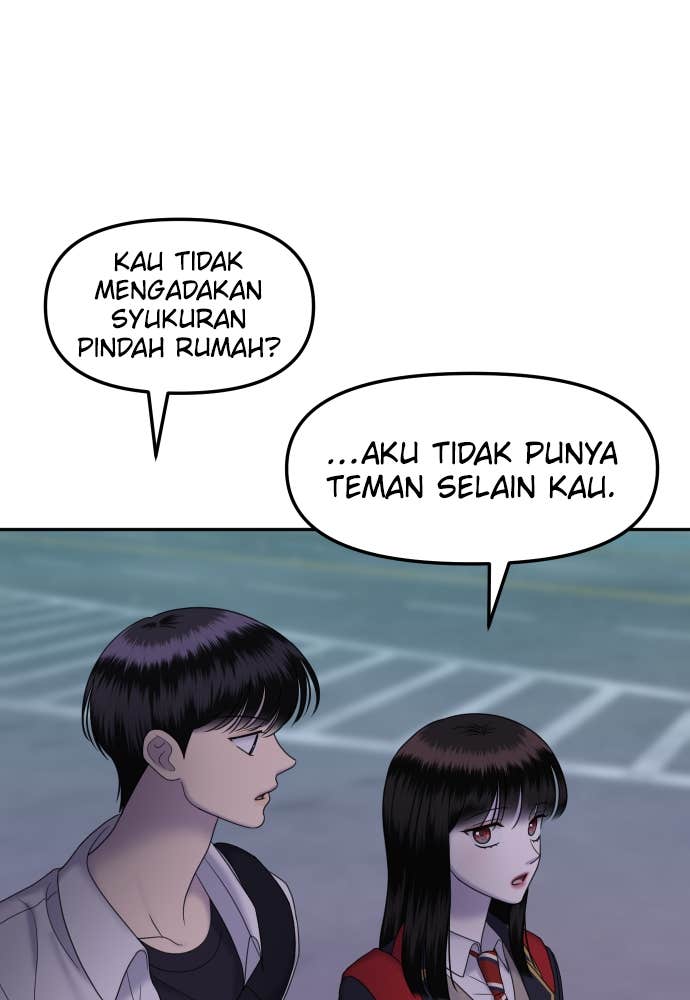 KAU TIDAK
MENGADAKAN
SYUKURAN
PINDAH RUMAH?
...AKU TIDAK PUNYA
TEMAN SELAIN KAU.